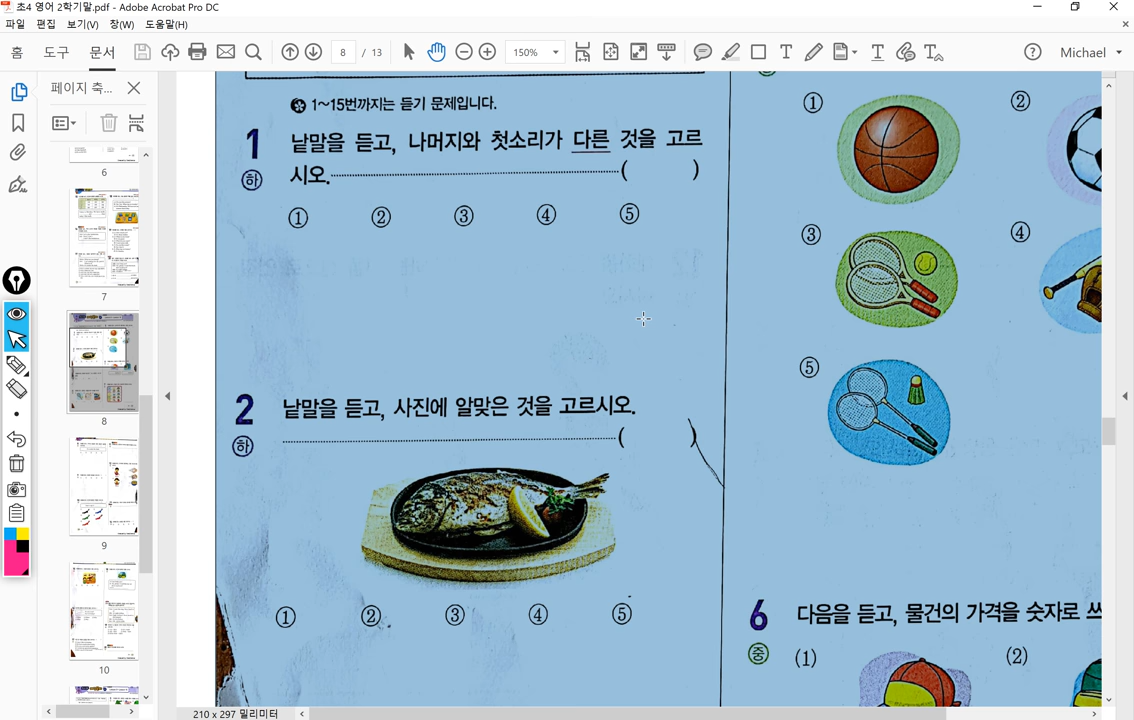 초4 영어 2학기말.pdf - Adobe Acrobat Pro DC
파일 편집 보기(V) 창(W) 도움말(H)
홈 도구 문서 8 / 13 150% Michael
페이지 축...
6
7
8
9
10
1~15번까지는 듣기 문제입니다.
1 낱말을 듣고, 나머지와 첫소리가 다른 것을 고르
하 시오. ( )
① ② ③ ④ ⑤
2 낱말을 듣고, 사진에 알맞은 것을 고르시오.
하 ( )
① ② ③ ④ ⑤
① ②
③ ④
⑤
6 다음을 듣고, 물건의 가격을 숫자로 쓰
중 (1) (2)
210 x 297 밀리미터